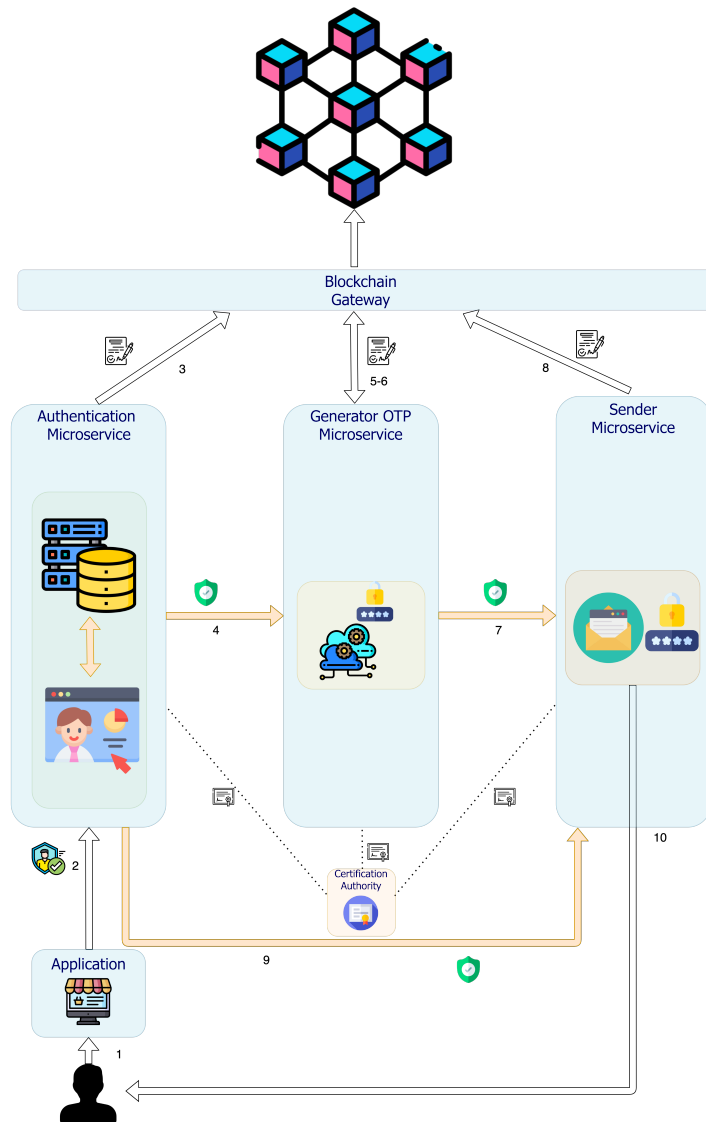 Blockchain
Gateway
3
5-6
8
Authentication
Microservice
Generator OTP
Microservice
Sender
Microservice
4
7
2
10
Certification
Authority
9
Application
1